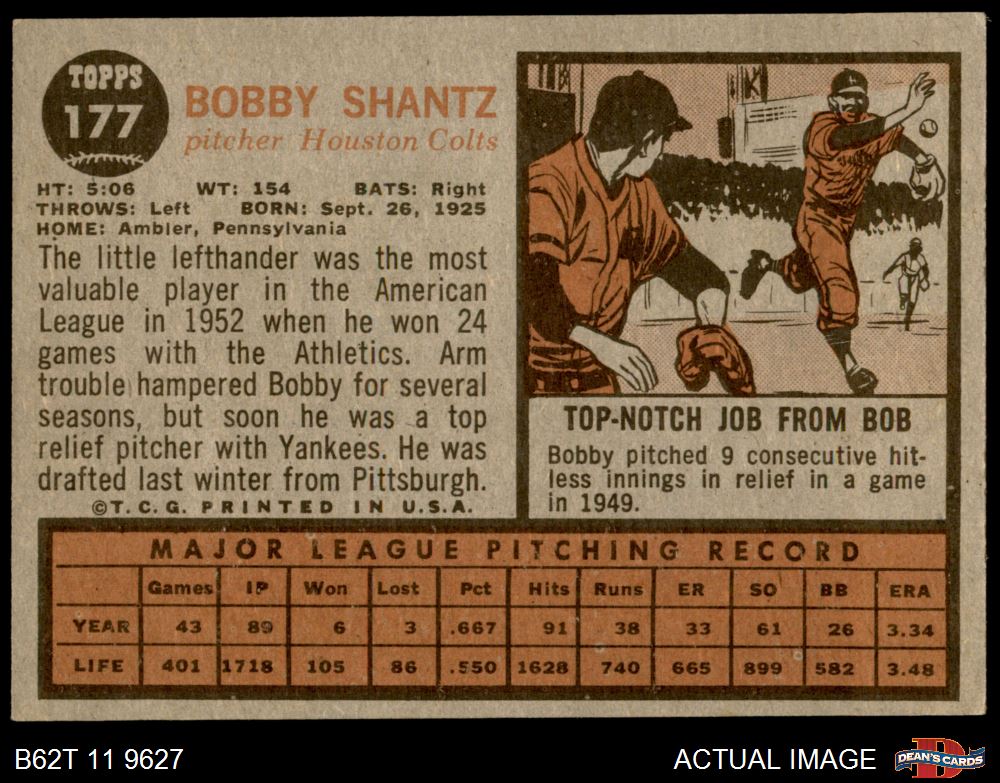 TOPPS
177
BOBBY SHANTZ
pitcher Houston Colts
HT: 5:06 WT: 154 BATS: Right
THROWS: Left BORN: Sept. 26, 1925
HOME: Ambler, Pennsylvania
The little lefthander was the most
valuable player in the American
League in 1952 when he won 24
games with the Athletics. Arm
trouble hampered Bobby for several
seasons, but soon he was a top
relief pitcher with Yankees. He was
drafted last winter from Pittsburgh.
©T.C.G. PRINTED IN U.S.A.
TOP-NOTCH JOB FROM BOB
Bobby pitched 9 consecutive hit-
less innings in relief in a game
in 1949.
MAJOR LEAGUE PITCHING RECORD
Games IP Won Lost Pct Hits Runs ER SO BB ERA
YEAR 43 89 6 3 .667 91 38 33 61 26 3.34
LIFE 401 1718 105 86 .550 1628 740 665 899 582 3.48
B62T 11 9627
ACTUAL IMAGE
D
DEAN'S CARDS